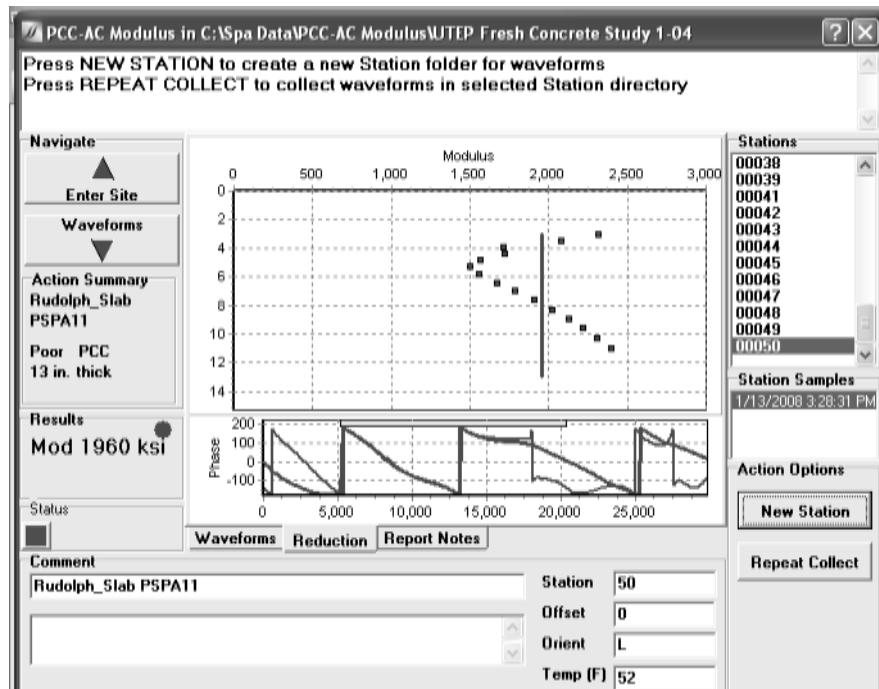 PCC-AC Modulus in C:\Spa Data\PCC-AC Modulus\UTEP Fresh Concrete Study 1-04
Press NEW STATION to create a new Station folder for waveforms
Press REPEAT COLLECT to collect waveforms in selected Station directory
Navigate
Enter Site
Waveforms
Action Summary
Rudolph_Slab
PSPA11
Poor PCC
13 in. thick
Results
Mod 1960 ksi
Status
Modulus
0 500 1,000 1,500 2,000 2,500 3,000
0
2
4
6
8
10
12
14
Phase
200
100
0
-100
0 5,000 10,000 15,000 20,000 25,000
Waveforms Reduction Report Notes
Stations
00038
00039
00041
00042
00043
00044
00045
00046
00047
00048
00049
00050
Station Samples
1/13/2008 3:28:31 PM
Action Options
New Station
Repeat Collect
Comment
Rudolph_Slab PSPA11
Station 50
Offset 0
Orient L
Temp (F) 52